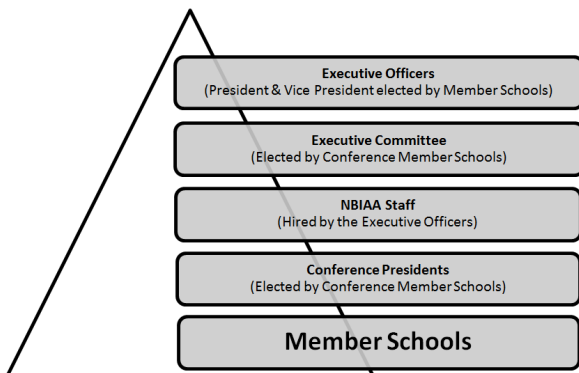 Executive Officers
(President & Vice President elected by Member Schools)
Executive Committee
(Elected by Conference Member Schools)
NBIAA Staff
(Hired by the Executive Officers)
Conference Presidents
(Elected by Conference Member Schools)
Member Schools